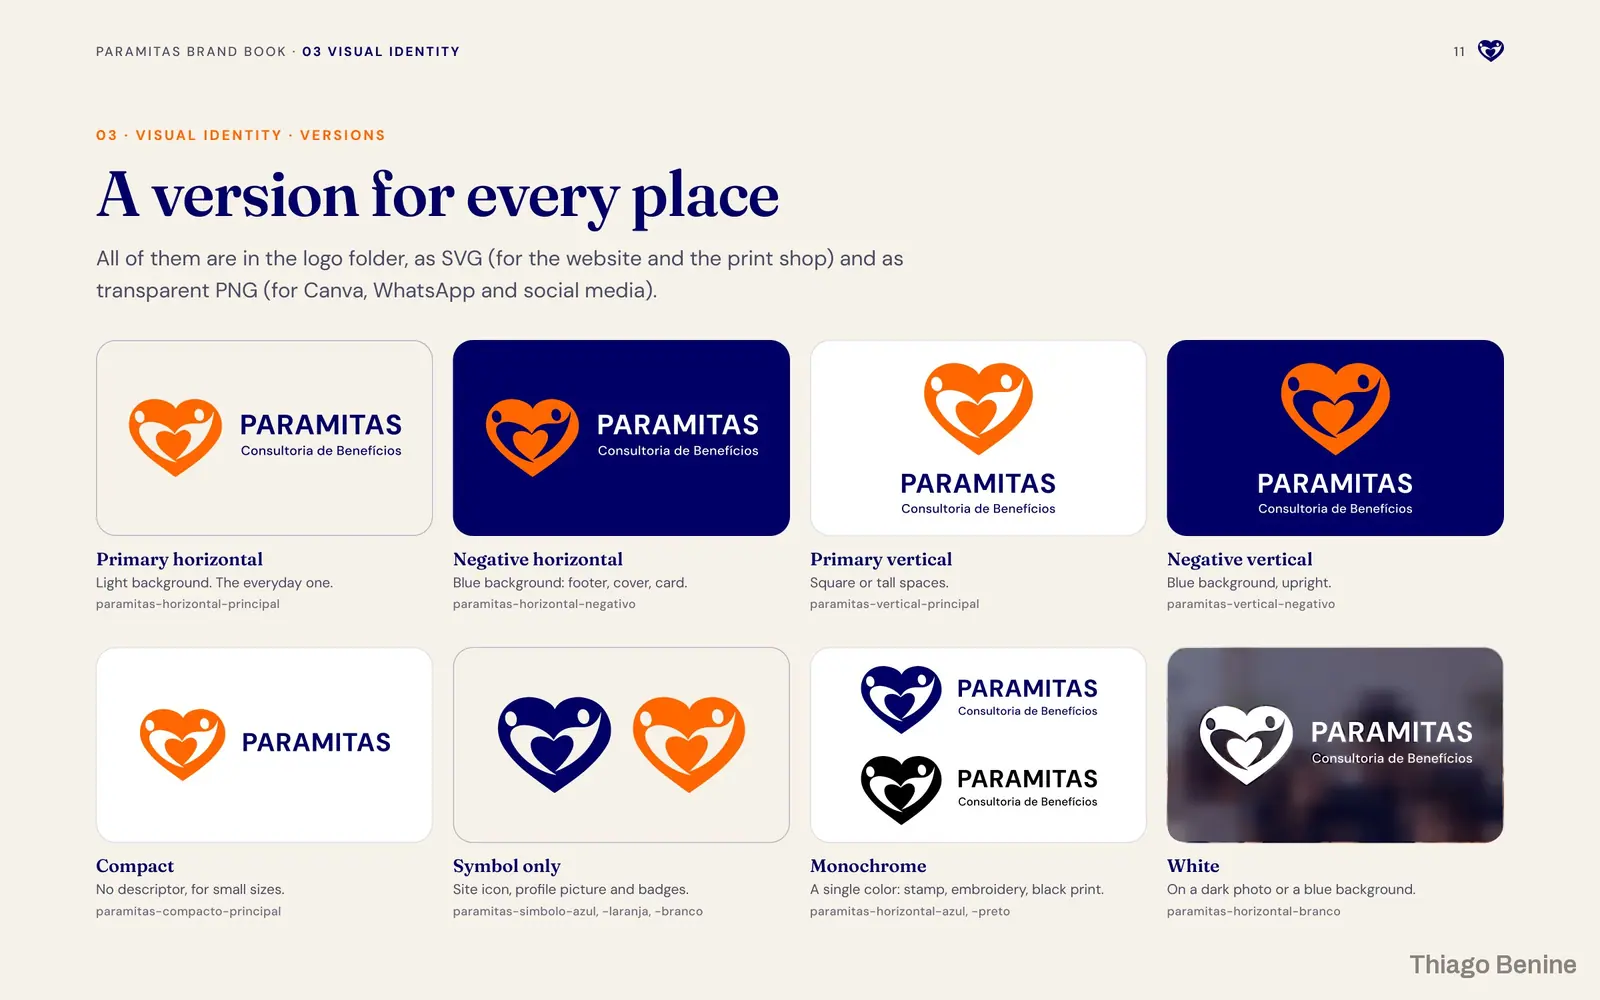 PARAMITAS BRAND BOOK · 03 VISUAL IDENTITY
11
03 · VISUAL IDENTITY · VERSIONS
A version for every place
All of them are in the logo folder, as SVG (for the website and the print shop) and as
transparent PNG (for Canva, WhatsApp and social media).
PARAMITAS
Consultoria de Benefícios
Primary horizontal
Light background. The everyday one.
paramitas-horizontal-principal
PARAMITAS
Consultoria de Benefícios
Negative horizontal
Blue background: footer, cover, card.
paramitas-horizontal-negativo
PARAMITAS
Consultoria de Benefícios
Primary vertical
Square or tall spaces.
paramitas-vertical-principal
PARAMITAS
Consultoria de Benefícios
Negative vertical
Blue background, upright.
paramitas-vertical-negativo
PARAMITAS
Compact
No descriptor, for small sizes.
paramitas-compacto-principal
Symbol only
Site icon, profile picture and badges.
paramitas-simbolo-azul, -laranja, -branco
PARAMITAS
Consultoria de Benefícios
PARAMITAS
Consultoria de Benefícios
Monochrome
A single color: stamp, embroidery, black print.
paramitas-horizontal-azul, -preto
PARAMITAS
Consultoria de Benefícios
White
On a dark photo or a blue background.
paramitas-horizontal-branco
Thiago Benine